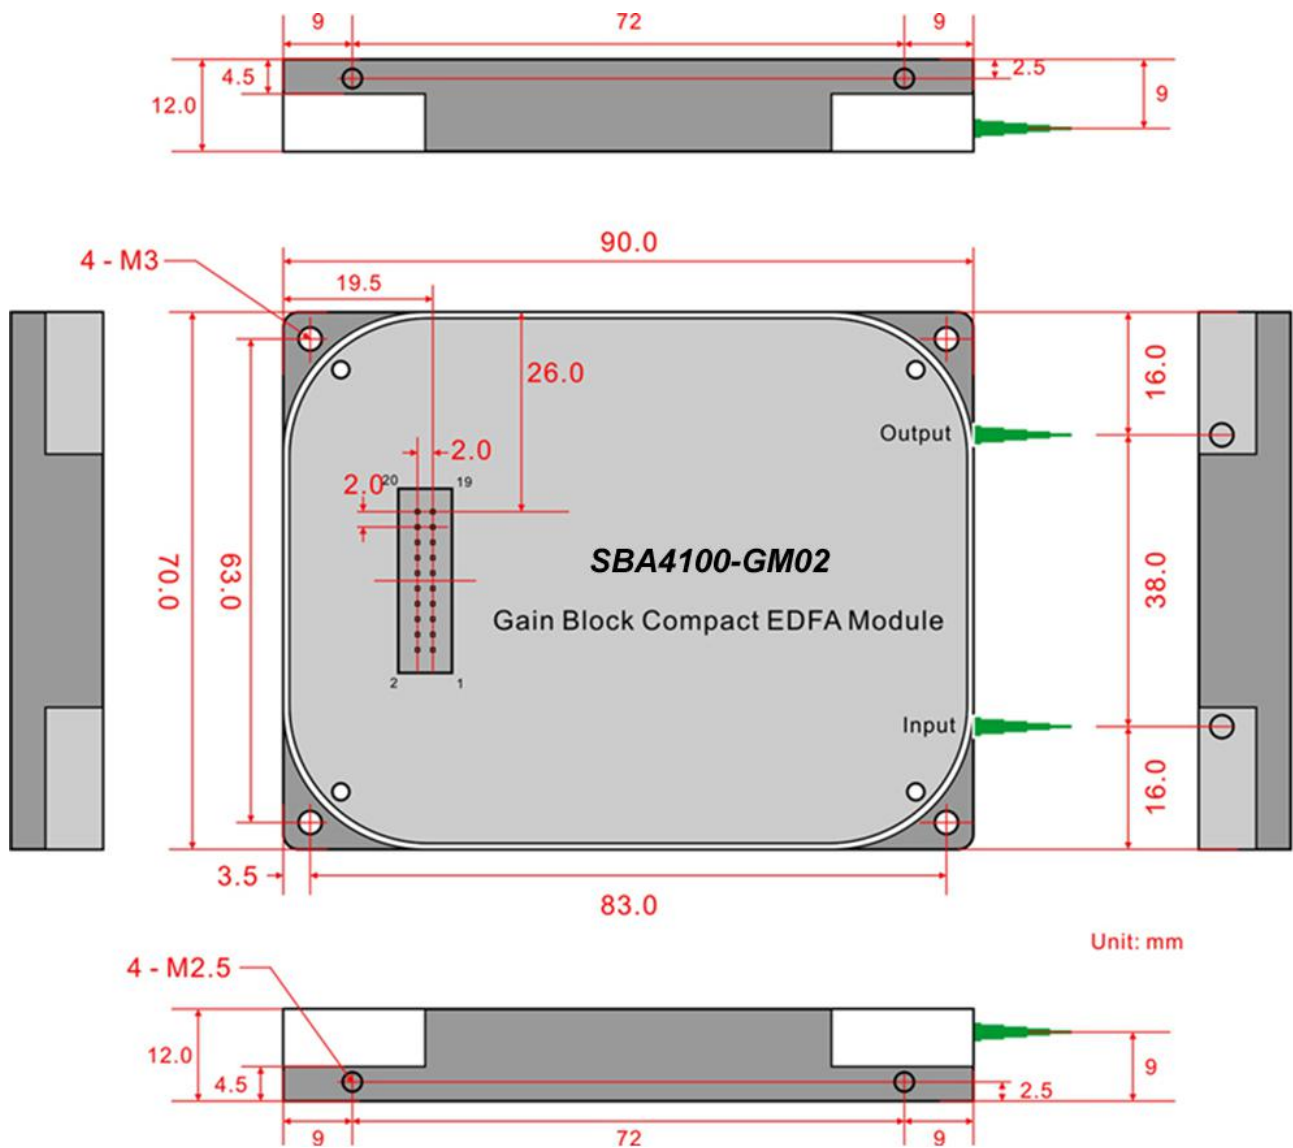 9 72 9
4.5 2.5
12.0 9
90.0
4 - M3
19.5
26.0 16.0
Output
2.0
2.0 20 19
SBA4100-GM02
70.0 63.0 38.0
Gain Block Compact EDFA Module
2 1
Input
16.0
3.5
83.0
Unit: mm
4 - M2.5
12.0
4.5 9
2.5
9 72 9